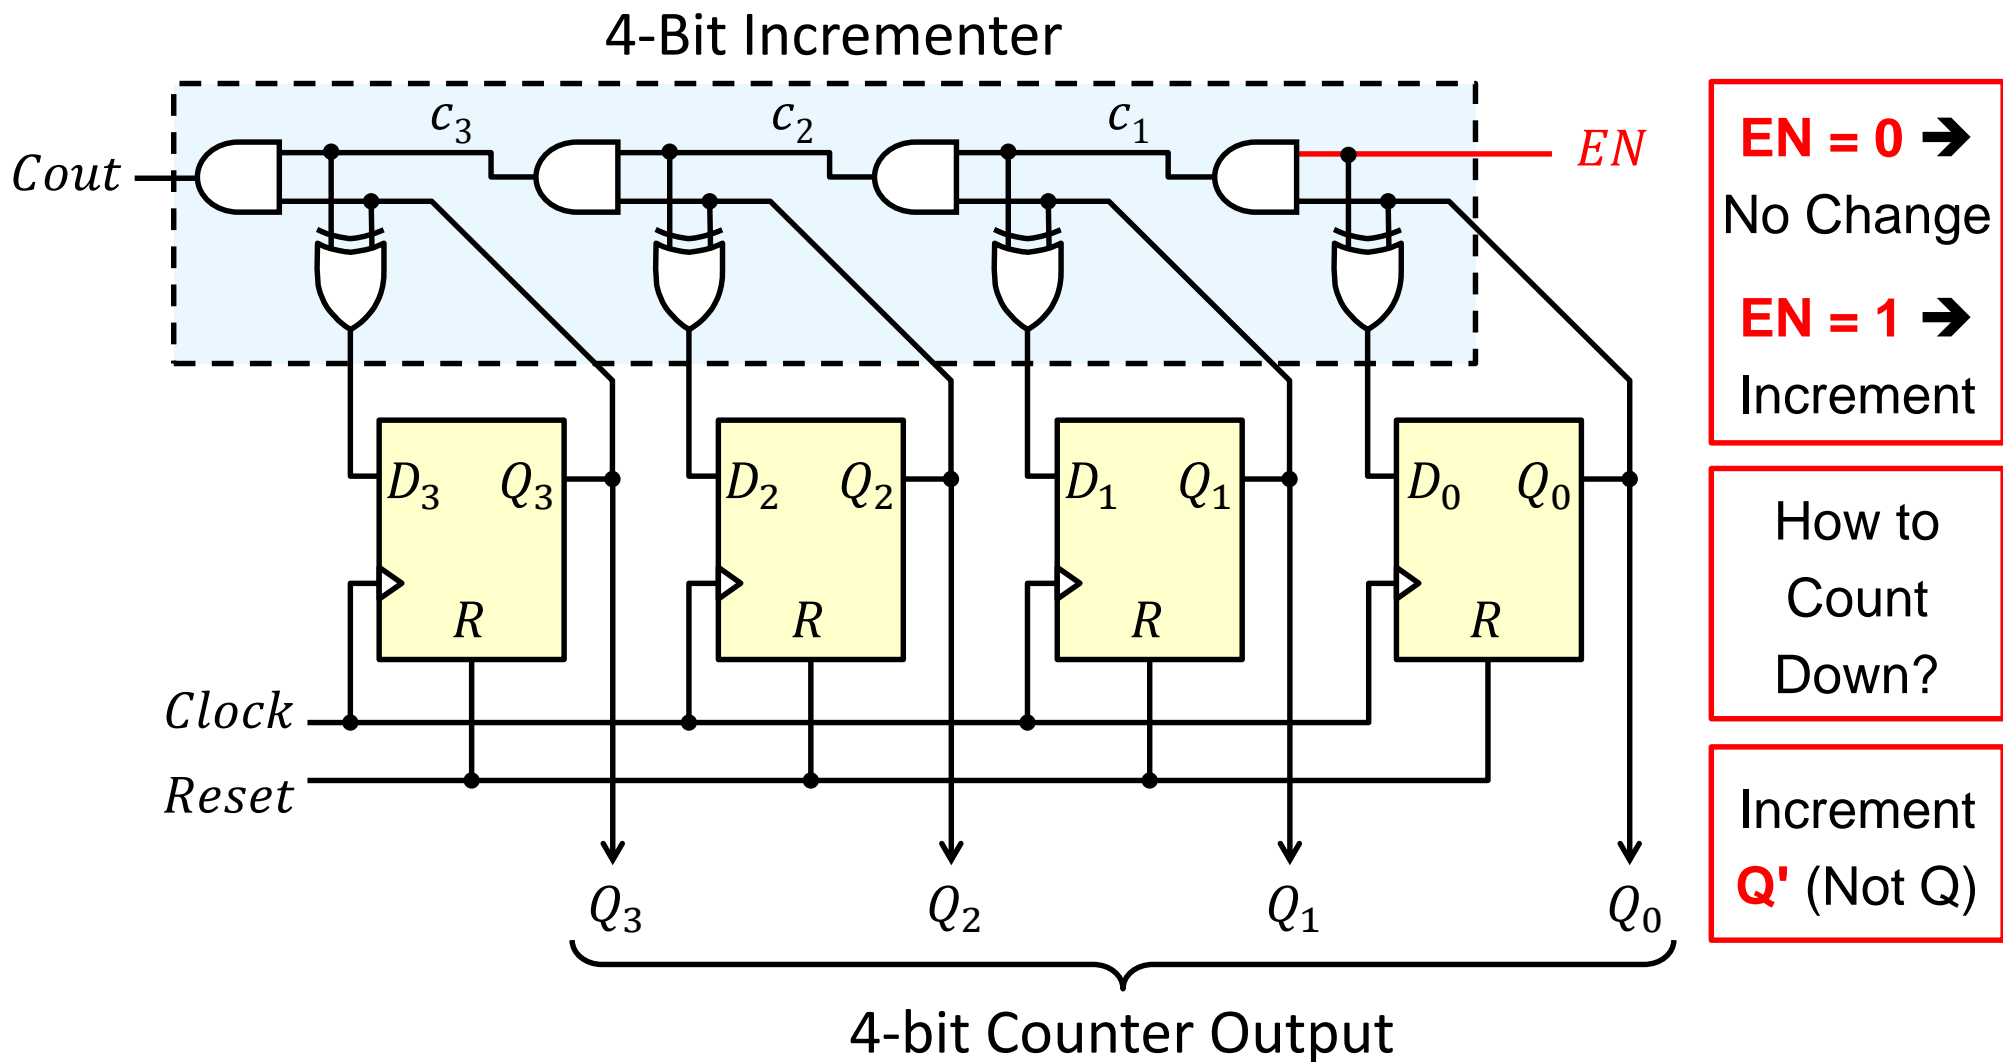 4-Bit Incrementer
c₃ c₂ c₁
Cout
EN
D₃ Q₃ D₂ Q₂ D₁ Q₁ D₀ Q₀
R R R R
Clock
Reset
Q₃ Q₂ Q₁ Q₀
4-bit Counter Output
EN = 0 ➔
No Change
EN = 1 ➔
Increment
How to
Count
Down?
Increment
Q' (Not Q)